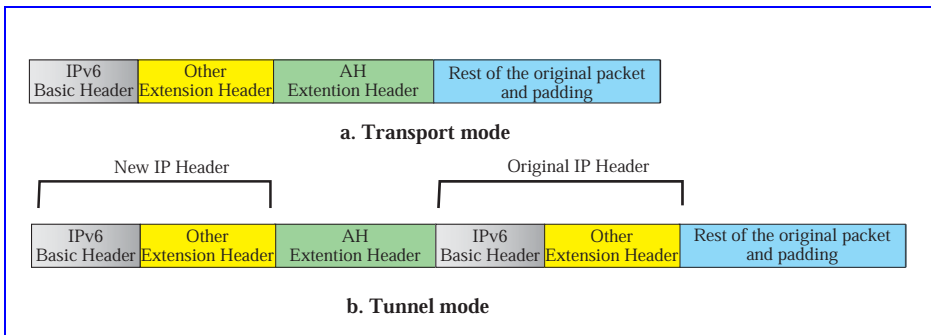 IPv6 Other AH Rest of the original packet
Basic Header Extension Header Extention Header and padding
a. Transport mode
New IP Header Original IP Header
IPv6 Other AH IPv6 Other Rest of the original packet
Basic Header Extension Header Extention Header Basic Header Extension Header and padding
b. Tunnel mode